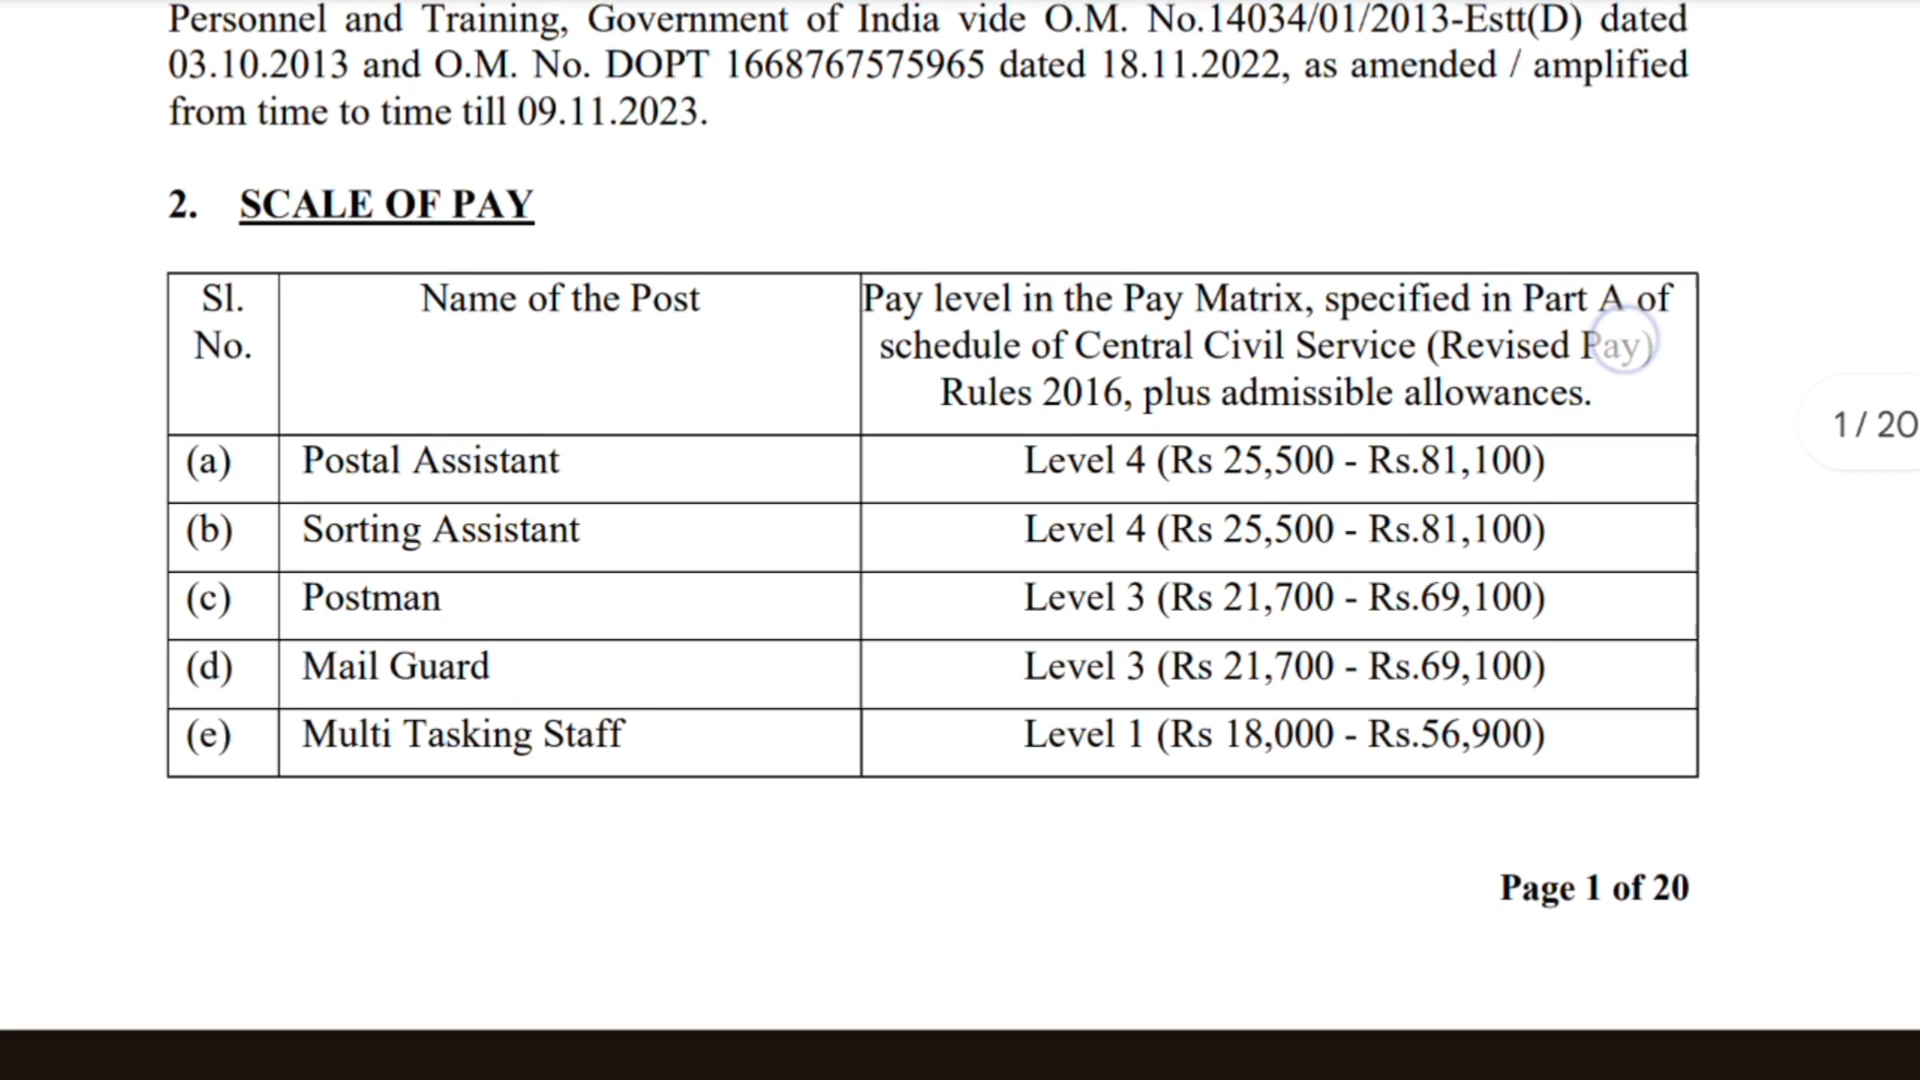 Personnel and Training, Government of India vide O.M. No.14034/01/2013-Estt(D) dated
03.10.2013 and O.M. No. DOPT 1668767575965 dated 18.11.2022, as amended / amplified
from time to time till 09.11.2023.
2. SCALE OF PAY
Sl.
No.
Name of the Post
Pay level in the Pay Matrix, specified in Part A of
schedule of Central Civil Service (Revised Pay)
Rules 2016, plus admissible allowances.
(a) Postal Assistant Level 4 (Rs 25,500 - Rs.81,100)
(b) Sorting Assistant Level 4 (Rs 25,500 - Rs.81,100)
(c) Postman Level 3 (Rs 21,700 - Rs.69,100)
(d) Mail Guard Level 3 (Rs 21,700 - Rs.69,100)
(e) Multi Tasking Staff Level 1 (Rs 18,000 - Rs.56,900)
1 / 20
Page 1 of 20